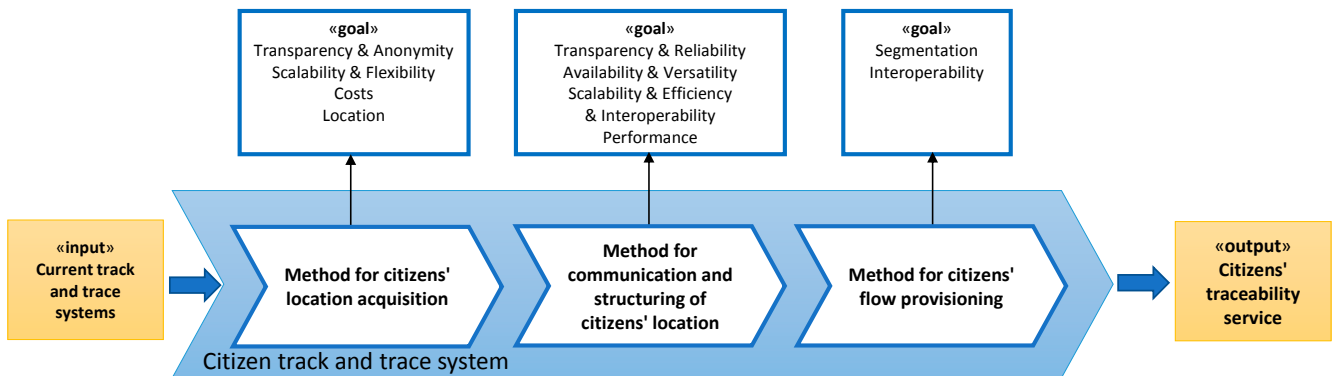 «goal»
Transparency & Anonymity
Scalability & Flexibility
Costs
Location
«goal»
Transparency & Reliability
Availability & Versatility
Scalability & Efficiency
& Interoperability
Performance
«goal»
Segmentation
Interoperability
«input»
Current track
and trace
systems
Method for citizens'
location acquisition
Method for
communication and
structuring of
citizens' location
Method for citizens'
flow provisioning
«output»
Citizens'
traceability
service
Citizen track and trace system